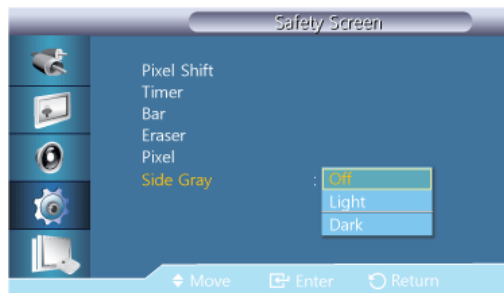 Safety Screen
Pixel Shift
Timer
Bar
Eraser
Pixel
Side Gray : Off
Light
Dark
Move Enter Return